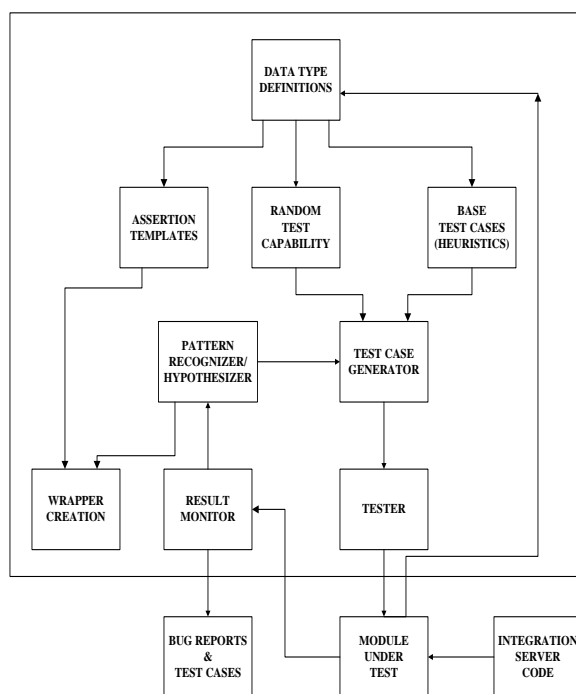 DATA TYPE
DEFINITIONS
ASSERTION
TEMPLATES
RANDOM
TEST
CAPABILITY
BASE
TEST CASES
(HEURISTICS)
PATTERN
RECOGNIZER/
HYPOTHESIZER
TEST CASE
GENERATOR
WRAPPER
CREATION
RESULT
MONITOR
TESTER
BUG REPORTS
&
TEST CASES
MODULE
UNDER
TEST
INTEGRATION
SERVER
CODE